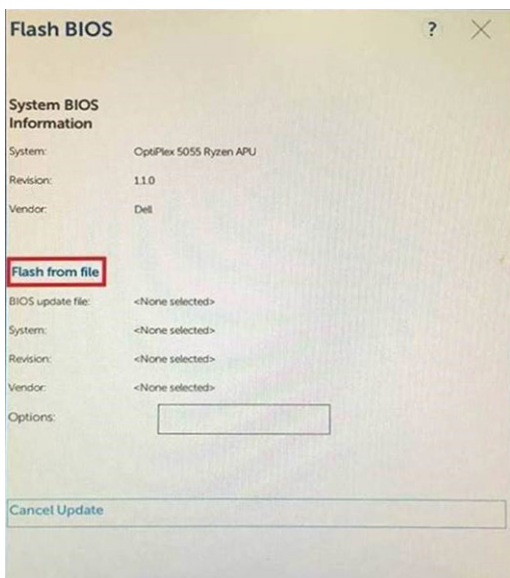 Flash BIOS
?
System BIOS
Information
System: OptiPlex 5055 Ryzen APU
Revision: 1.1.0
Vendor: Dell
Flash from file
BIOS update file: <None selected>
System: <None selected>
Revision: <None selected>
Vendor: <None selected>
Options:
Cancel Update